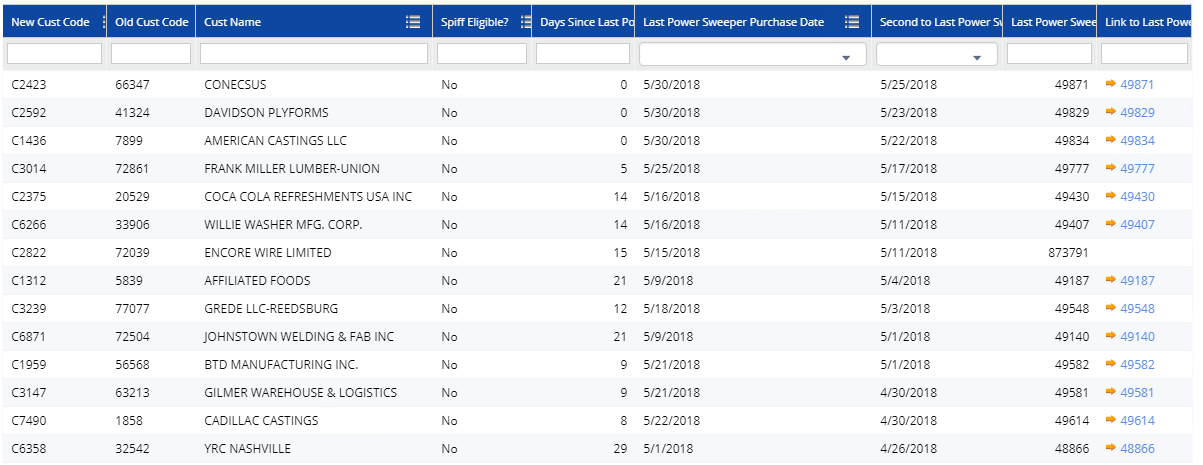 New Cust Code Old Cust Code Cust Name Spiff Eligible? Days Since Last Po Last Power Sweeper Purchase Date Second to Last Power Sw Last Power Swee Link to Last Powe
C2423 66347 CONECSUS No 0 5/30/2018 5/25/2018 49871 49871
C2592 41324 DAVIDSON PLYFORMS No 0 5/30/2018 5/23/2018 49829 49829
C1436 7899 AMERICAN CASTINGS LLC No 0 5/30/2018 5/22/2018 49834 49834
C3014 72861 FRANK MILLER LUMBER-UNION No 5 5/25/2018 5/17/2018 49777 49777
C2375 20529 COCA COLA REFRESHMENTS USA INC No 14 5/16/2018 5/15/2018 49430 49430
C6266 33906 WILLIE WASHER MFG. CORP. No 14 5/16/2018 5/11/2018 49407 49407
C2822 72039 ENCORE WIRE LIMITED No 15 5/15/2018 5/11/2018 873791
C1312 5839 AFFILIATED FOODS No 21 5/9/2018 5/4/2018 49187 49187
C3239 77077 GREDE LLC-REEDSBURG No 12 5/18/2018 5/3/2018 49548 49548
C6871 72504 JOHNSTOWN WELDING & FAB INC No 21 5/9/2018 5/1/2018 49140 49140
C1959 56568 BTD MANUFACTURING INC. No 9 5/21/2018 5/1/2018 49582 49582
C3147 63213 GILMER WAREHOUSE & LOGISTICS No 9 5/21/2018 4/30/2018 49581 49581
C7490 1858 CADILLAC CASTINGS No 8 5/22/2018 4/30/2018 49614 49614
C6358 32542 YRC NASHVILLE No 29 5/1/2018 4/26/2018 48866 48866